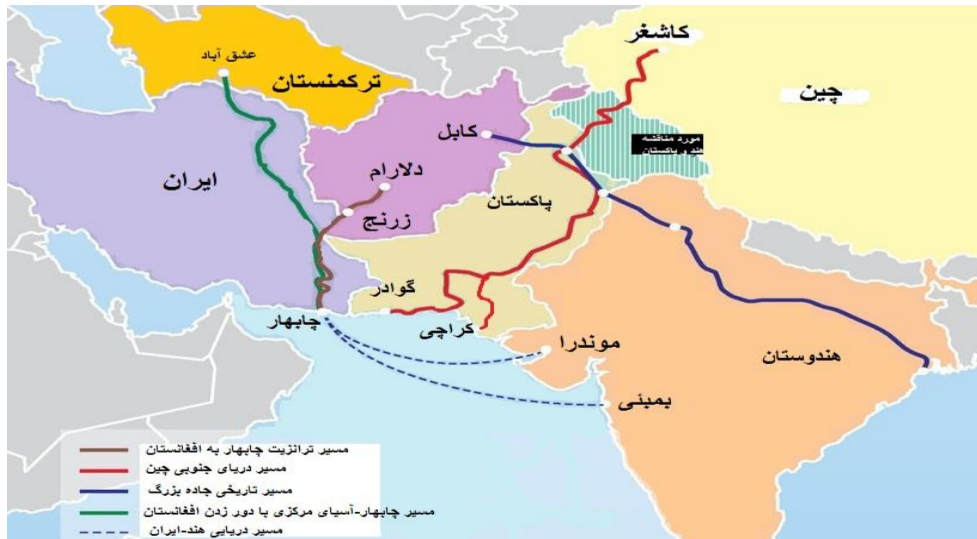 کاشغر
عشق آباد
ترکمنستان
چین
کابل
مورد مناقشه
هند و پاکستان
دلارام
ایران
پاکستان
زرنج
گوادر
چابهار
کراچی
موندرا
هندوستان
بمبئی
مسیر ترانزیت چابهار به افغانستان
مسیر دریای جنوبی چین
مسیر تاریخی جاده بزرگ
مسیر چابهار-آسیای مرکزی با دور زدن افغانستان
مسیر دریایی هند-ایران